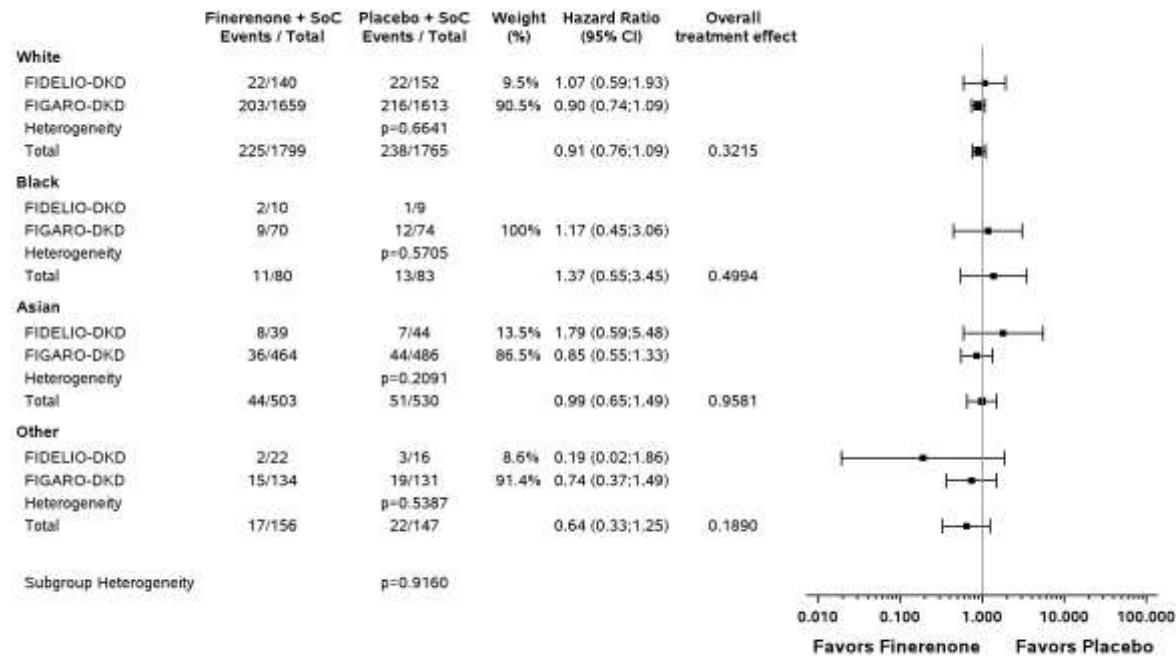 Finerenone + SoC Placebo + SoC Weight Hazard Ratio Overall
Events / Total Events / Total (%) (95% CI) treatment effect
White
FIDELIO-DKD 22/140 22/152 9.5% 1.07 (0.59;1.93)
FIGARO-DKD 203/1659 216/1613 90.5% 0.90 (0.74;1.09)
Heterogeneity p=0.6641
Total 225/1799 238/1765 0.91 (0.76;1.09) 0.3215
Black
FIDELIO-DKD 2/10 1/9
FIGARO-DKD 9/70 12/74 100% 1.17 (0.45;3.06)
Heterogeneity p=0.5705
Total 11/80 13/83 1.37 (0.55;3.45) 0.4994
Asian
FIDELIO-DKD 8/39 7/44 13.5% 1.79 (0.59;5.48)
FIGARO-DKD 36/464 44/486 86.5% 0.85 (0.55;1.33)
Heterogeneity p=0.2091
Total 44/503 51/530 0.99 (0.65;1.49) 0.9581
Other
FIDELIO-DKD 2/22 3/16 8.6% 0.19 (0.02;1.86)
FIGARO-DKD 15/134 19/131 91.4% 0.74 (0.37;1.49)
Heterogeneity p=0.5387
Total 17/156 22/147 0.64 (0.33;1.25) 0.1890
Subgroup Heterogeneity p=0.9160
0.010 0.100 1.000 10.000 100.000
Favors Finerenone Favors Placebo